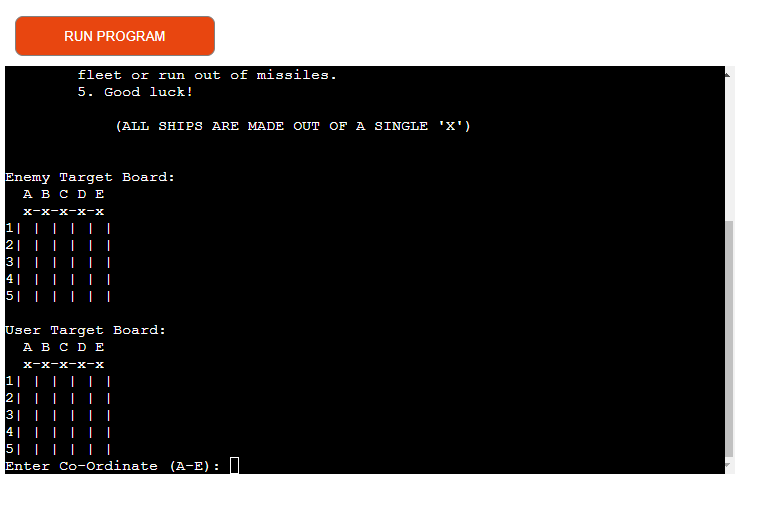 RUN PROGRAM
fleet or run out of missiles.
5. Good luck!
(ALL SHIPS ARE MADE OUT OF A SINGLE 'X')
Enemy Target Board:
A B C D E
x-x-x-x-x
1| | | | | |
2| | | | | |
3| | | | | |
4| | | | | |
5| | | | | |
User Target Board:
A B C D E
x-x-x-x-x
1| | | | | |
2| | | | | |
3| | | | | |
4| | | | | |
5| | | | | |
Enter Co-Ordinate (A-E):